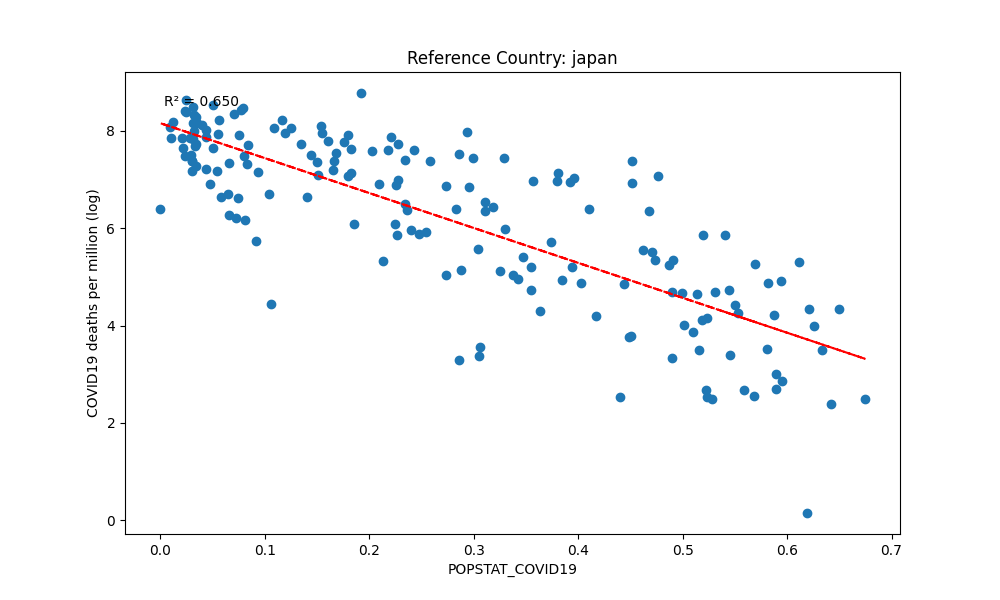 Reference Country: japan
R² = 0.650
COVID19 deaths per million (log)
8
6
4
2
0
0.0 0.1 0.2 0.3 0.4 0.5 0.6 0.7
POPSTAT_COVID19